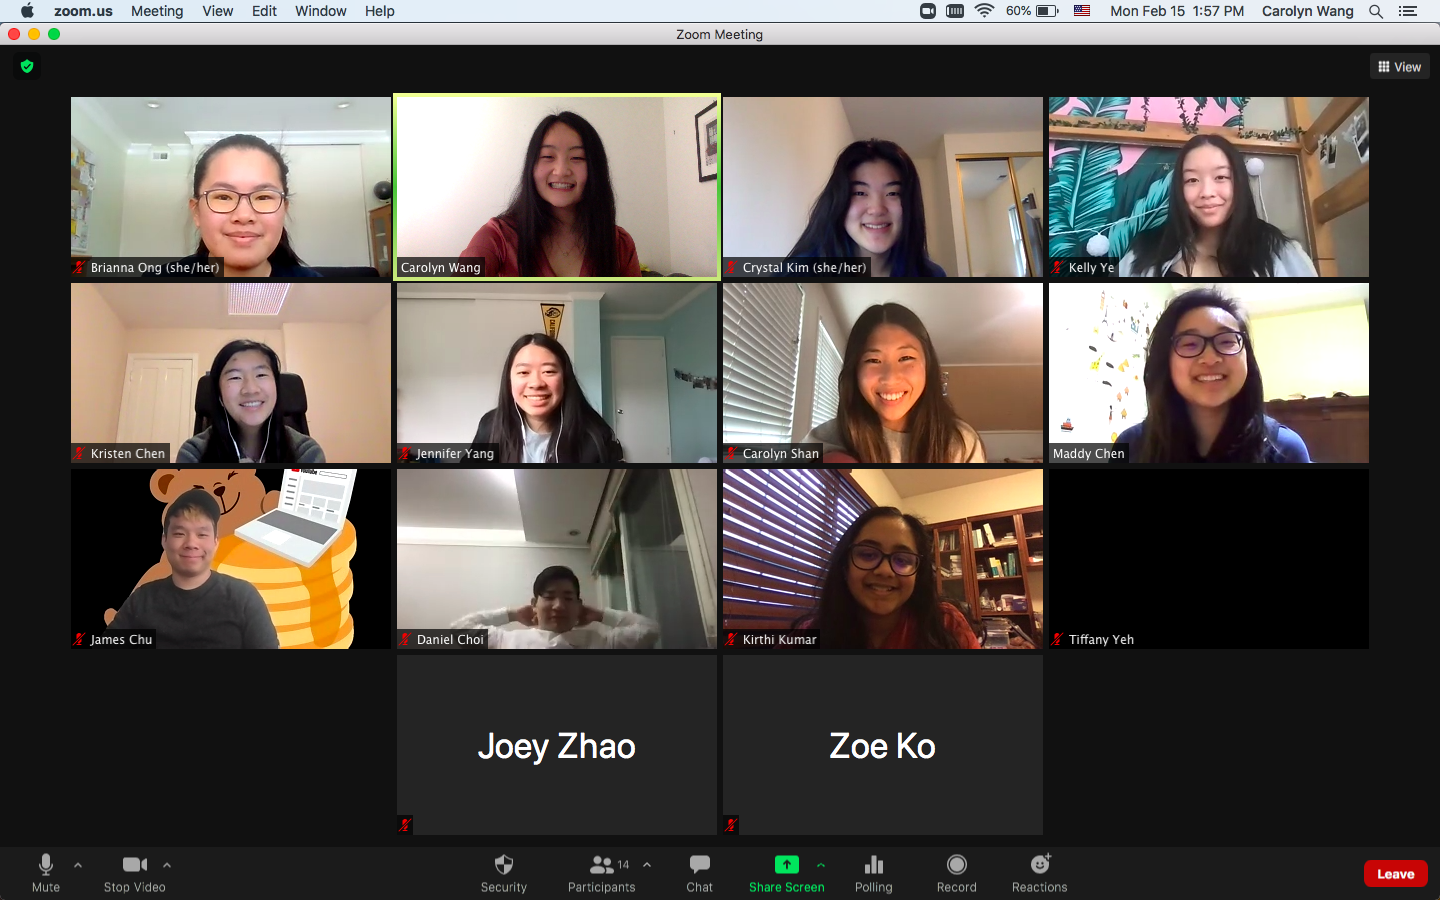 zoom.us Meeting View Edit Window Help 60% Mon Feb 15 1:57 PM Carolyn Wang
Zoom Meeting
View
Brianna Ong (she/her)
Carolyn Wang
Crystal Kim (she/her)
Kelly Ye
Kristen Chen
Jennifer Yang
Carolyn Shan
Maddy Chen
James Chu
Daniel Choi
Kirthi Kumar
Tiffany Yeh
Joey Zhao
Zoe Ko
14
Mute
Stop Video
Security
Participants
Chat
Share Screen
Polling
Record
Reactions
Leave